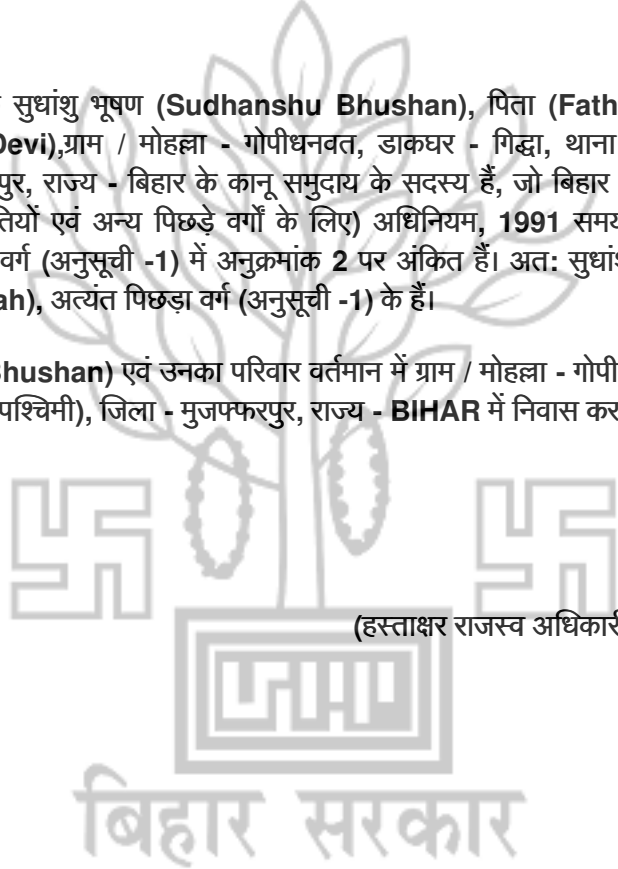 सुधांशु भूषण (Sudhanshu Bhushan), पिता (Fath
Devi),ग्राम / मोहल्ला - गोपीधनवत, डाकघर - गिद्धा, थाना
पुर, राज्य - बिहार के कानू समुदाय के सदस्य हैं, जो बिहार
तियों एवं अन्य पिछड़े वर्गों के लिए) अधिनियम, 1991 समय
वर्ग (अनुसूची -1) में अनुक्रमांक 2 पर अंकित हैं। अत: सुधां
ah), अत्यंत पिछड़ा वर्ग (अनुसूची -1) के हैं।
Bhushan) एवं उनका परिवार वर्तमान में ग्राम / मोहल्ला - गोपी
पश्चिमी), जिला - मुजफ्फरपुर, राज्य - BIHAR में निवास कर
(हस्ताक्षर राजस्व अधिकारी
बिहार सरकार